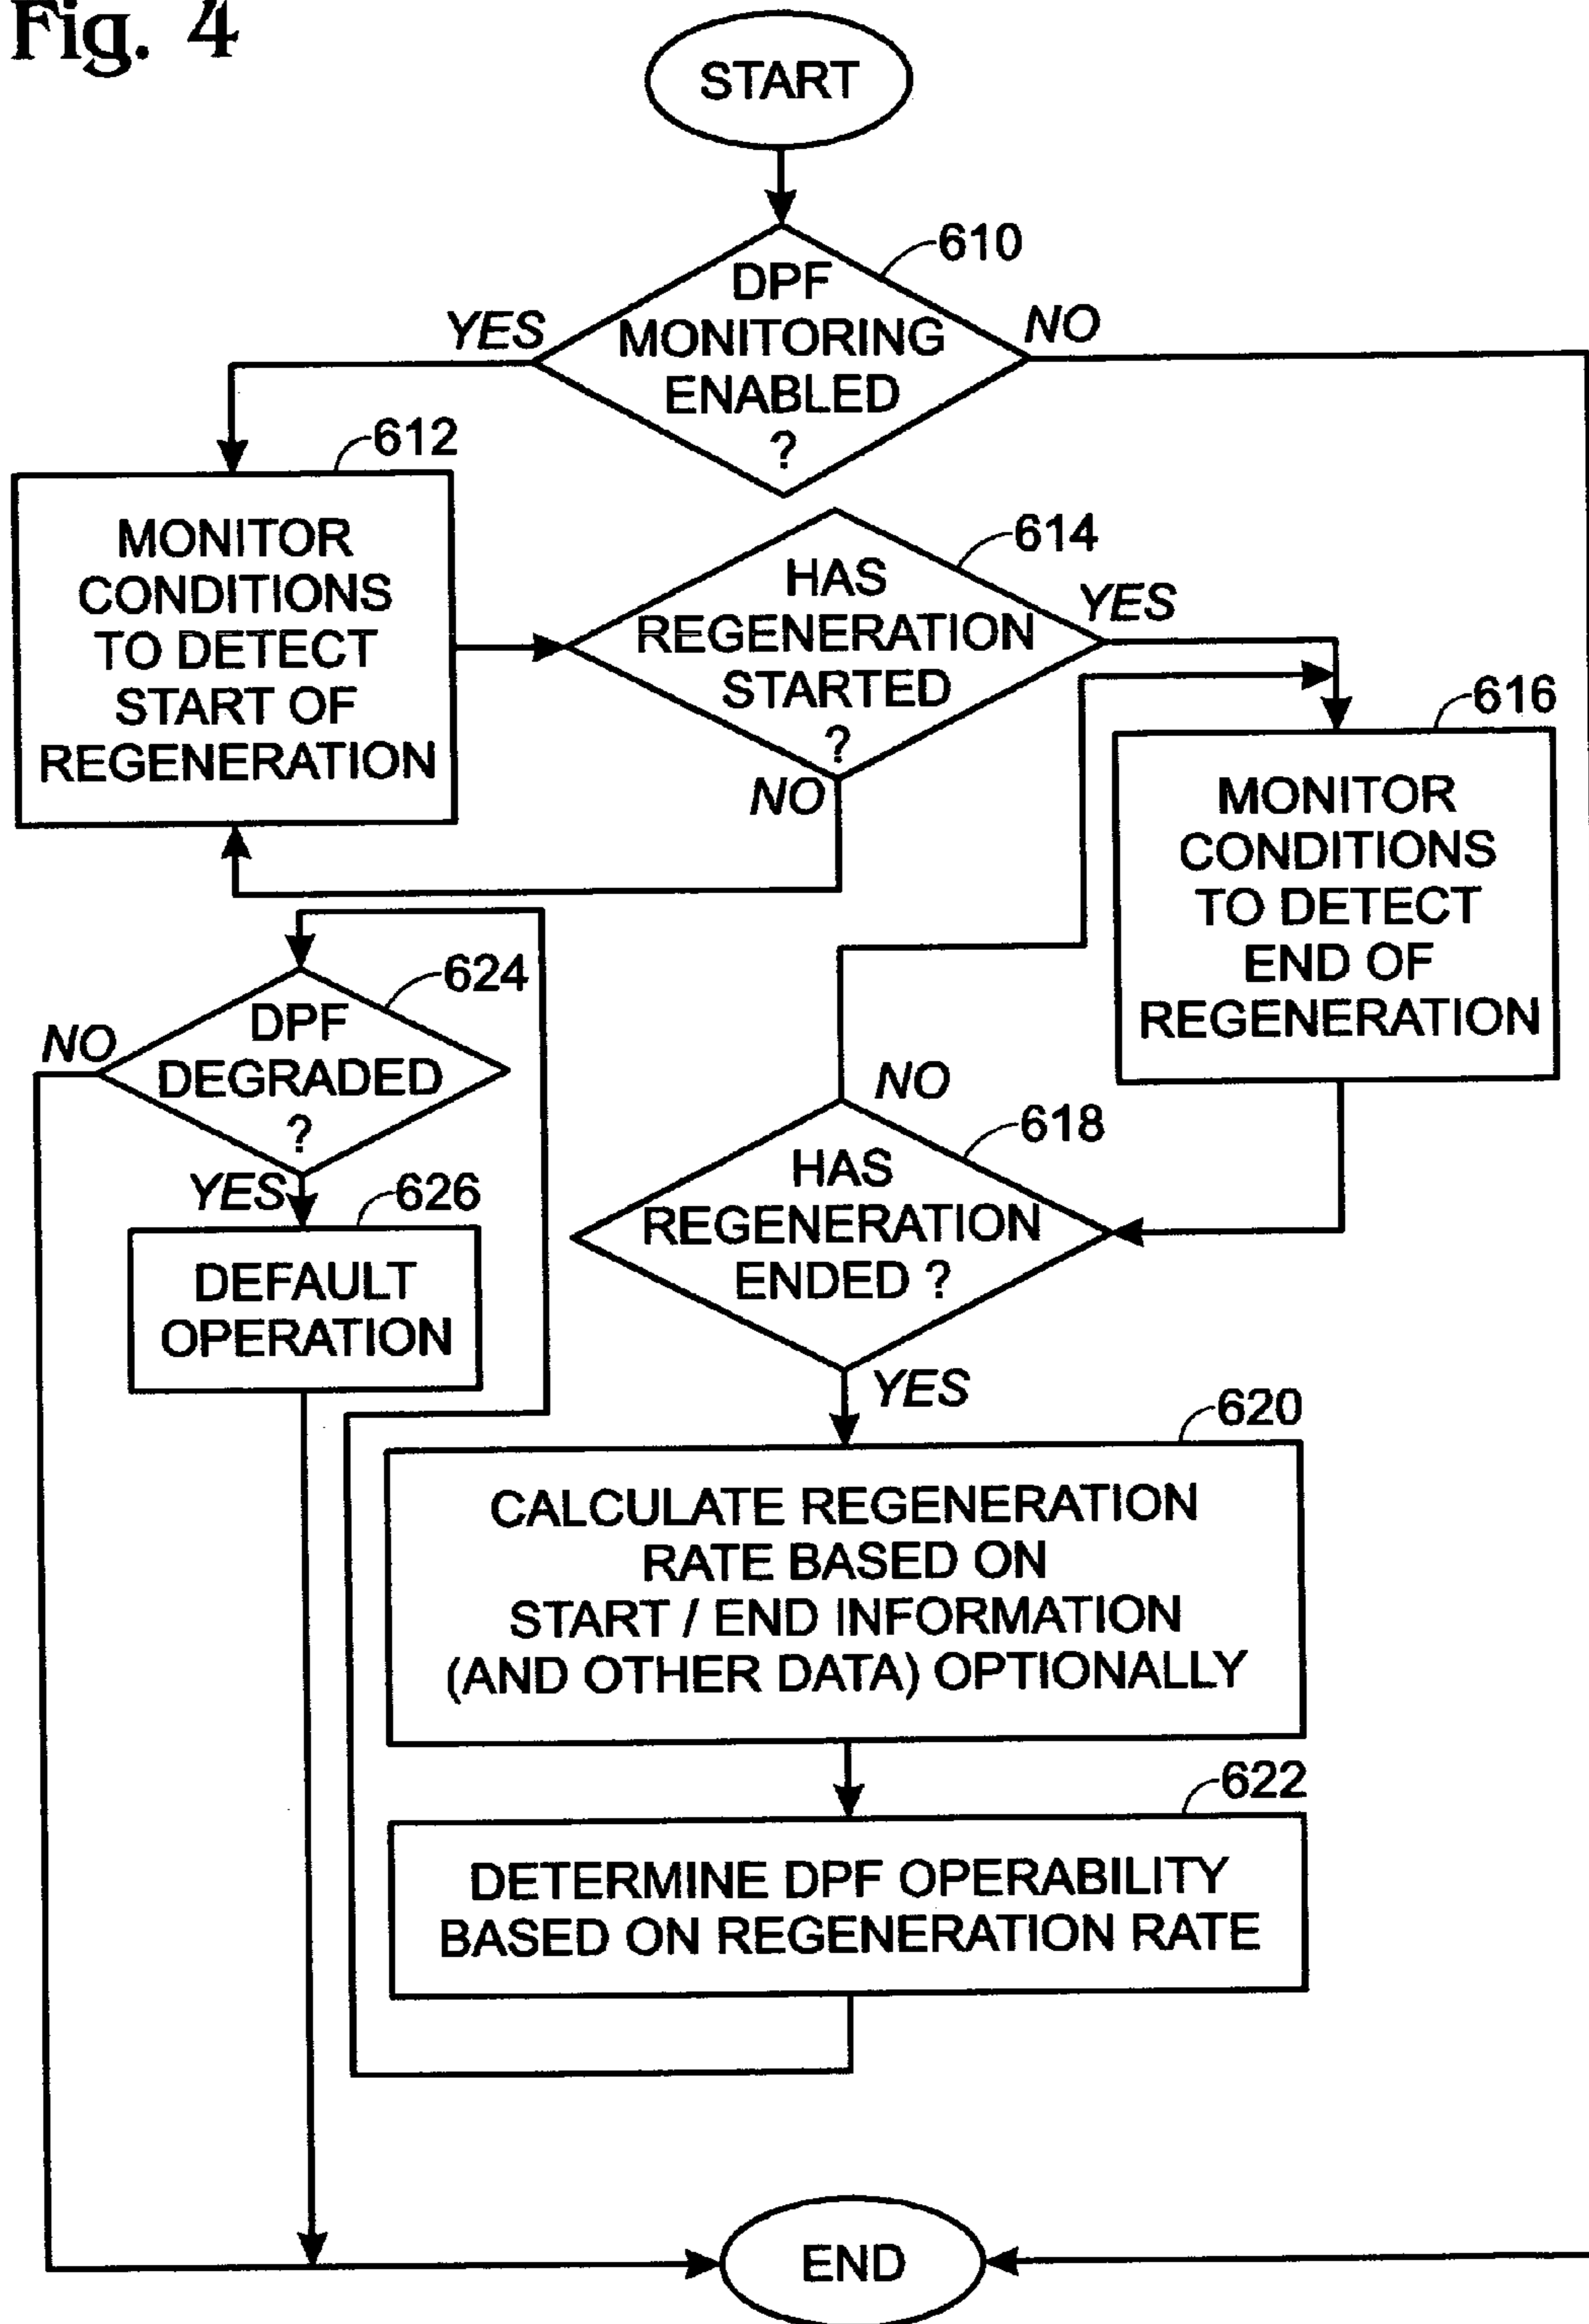 Fig. 4
START
610
DPF
MONITORING
ENABLED
?
YES
NO
612
MONITOR
CONDITIONS
TO DETECT
START OF
REGENERATION
614
HAS
REGENERATION
STARTED
?
YES
NO
616
MONITOR
CONDITIONS
TO DETECT
END OF
REGENERATION
624
DPF
DEGRADED
?
NO
YES
626
DEFAULT
OPERATION
NO
618
HAS
REGENERATION
ENDED ?
YES
620
CALCULATE REGENERATION
RATE BASED ON
START / END INFORMATION
(AND OTHER DATA) OPTIONALLY
622
DETERMINE DPF OPERABILITY
BASED ON REGENERATION RATE
END